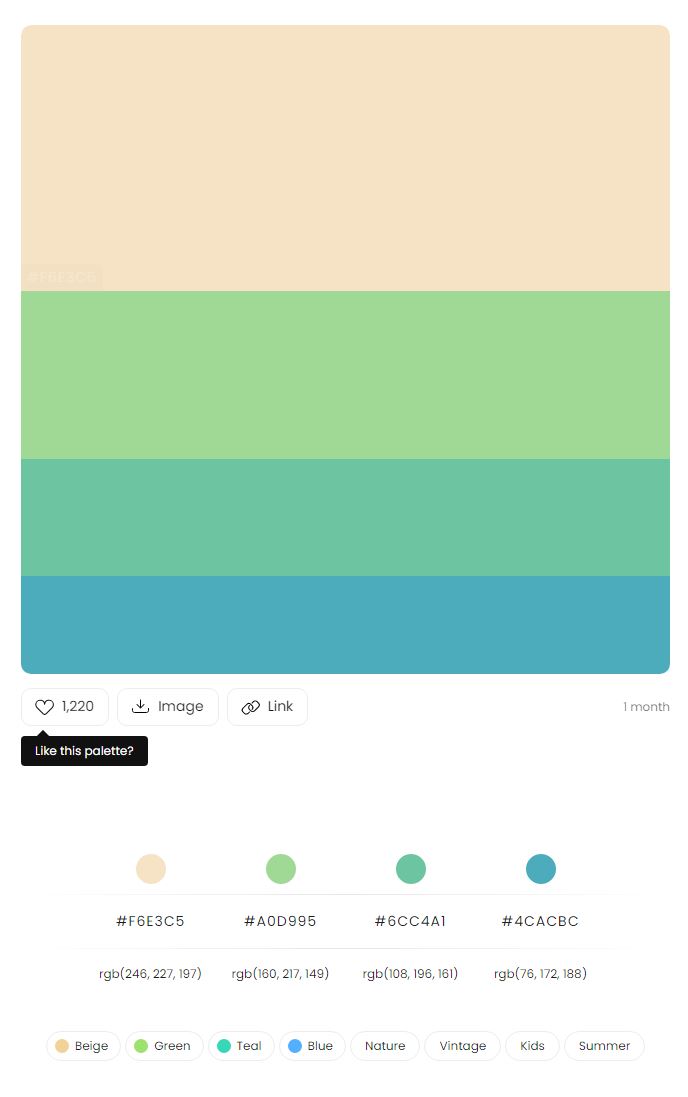 #F6E3C5
1,220
Image
Link
1 month
Like this palette?
#F6E3C5 #A0D995 #6CC4A1 #4CACBC
rgb(246, 227, 197) rgb(160, 217, 149) rgb(108, 196, 161) rgb(76, 172, 188)
Beige Green Teal Blue Nature Vintage Kids Summer